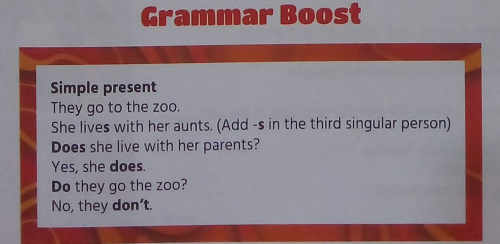 Grammar Boost
Simple present
They go to the zoo.
She lives with her aunts. (Add -s in the third singular person)
Does she live with her parents?
Yes, she does.
Do they go the zoo?
No, they don't.